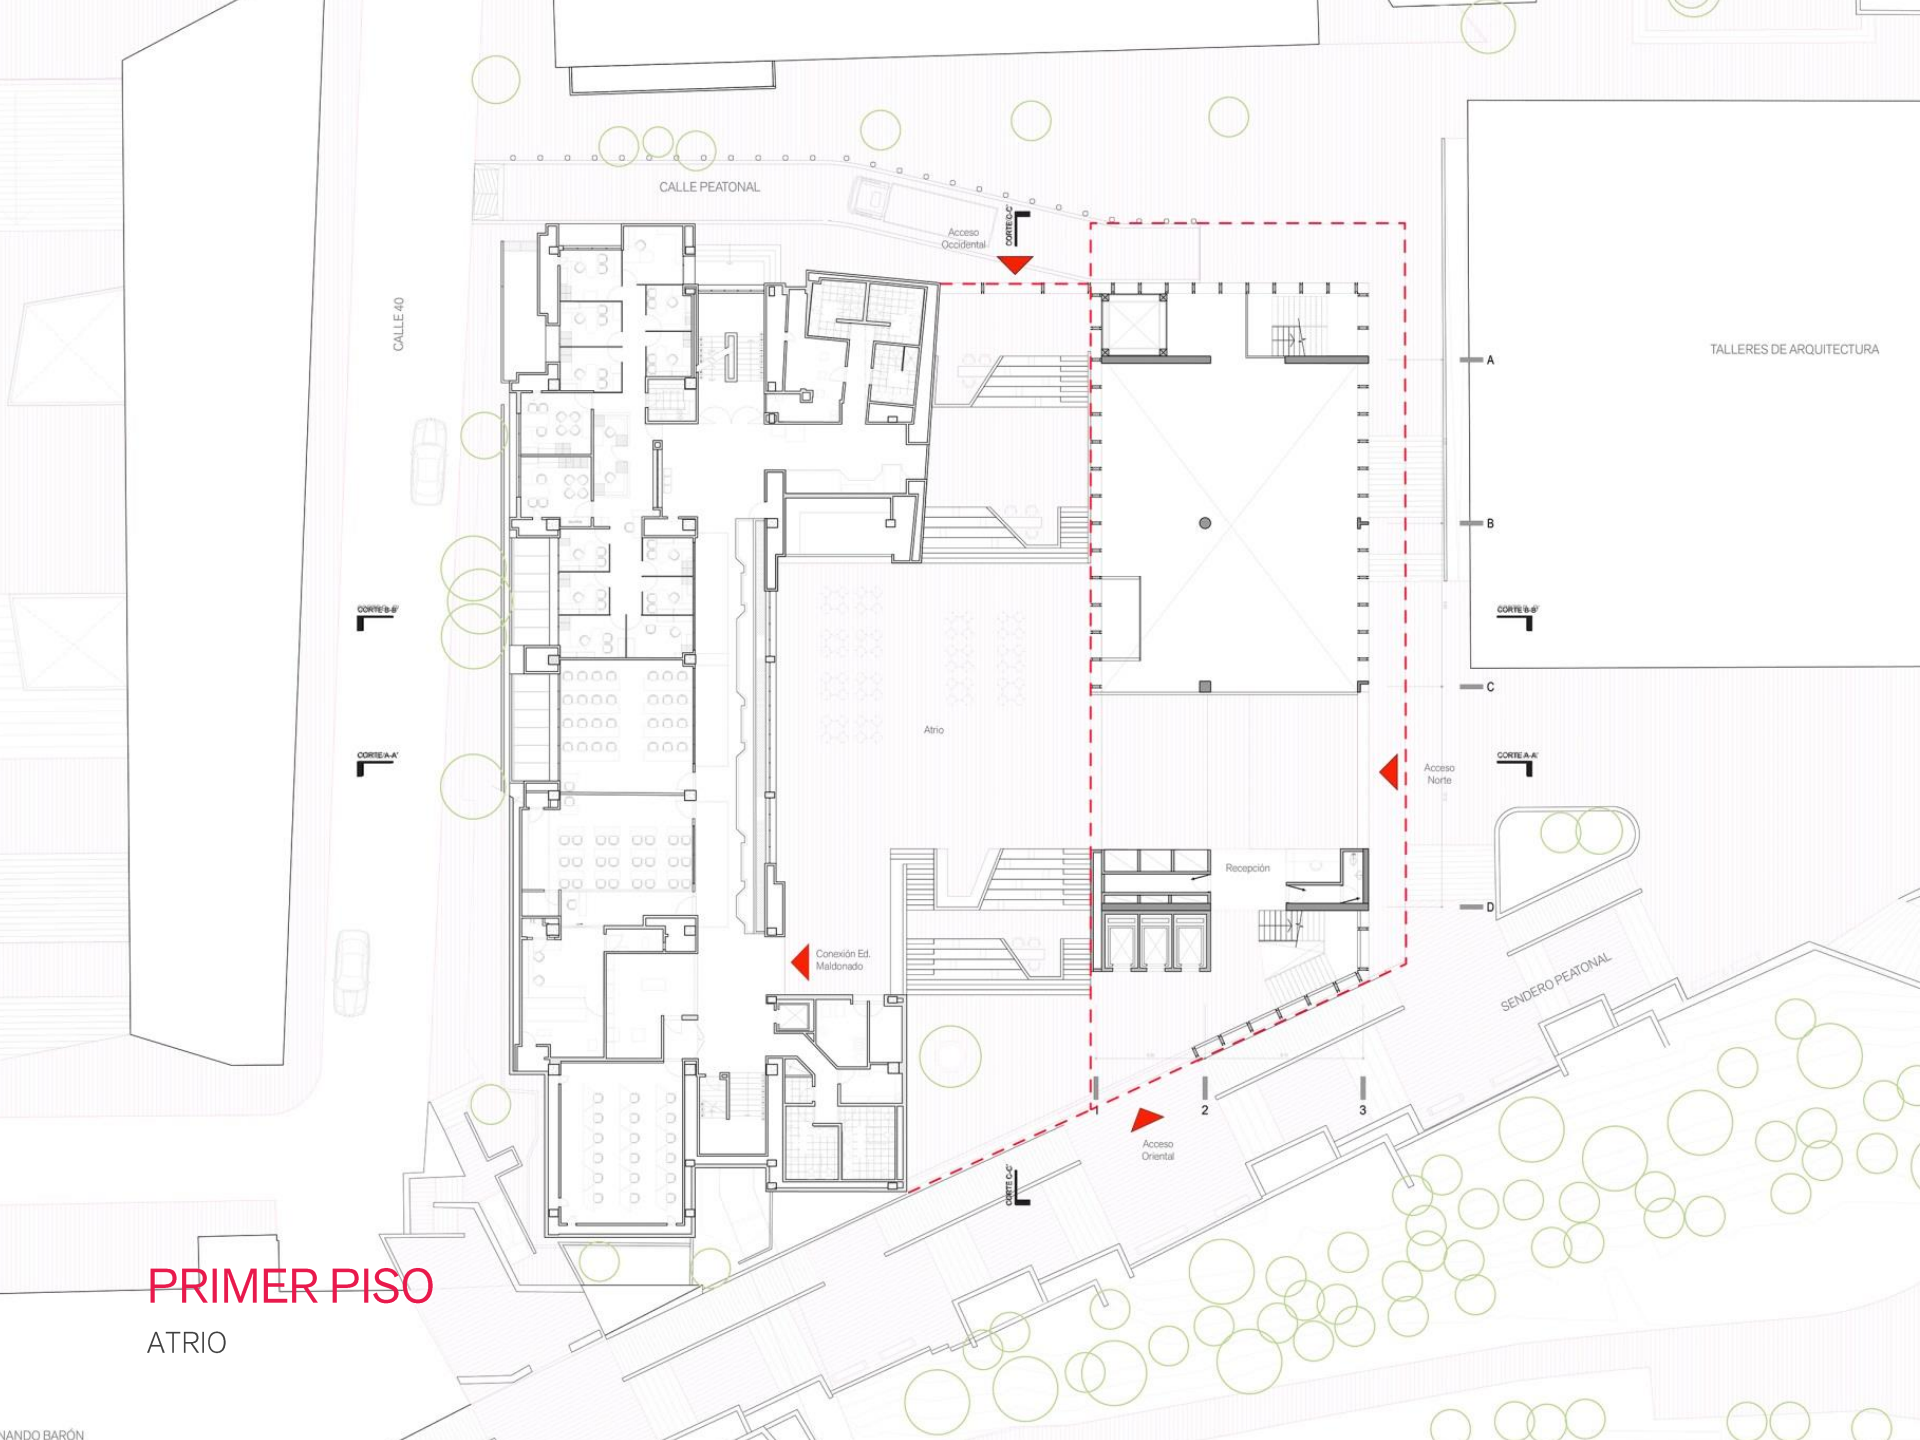 CALLE PEATONAL
Acceso
Occidental
CORTE C-C'
CALLE 40
TALLERES DE ARQUITECTURA
A
B
CORTE B-B'
CORTE B-B'
C
Atrio
CORTE A-A'
CORTE A-A'
Acceso
Norte
Recepción
D
Conexión Ed.
Maldonado
SENDERO PEATONAL
1
2
3
Acceso
Oriental
CORTE C-C'
PRIMER PISO
ATRIO
NANDO BARÓN